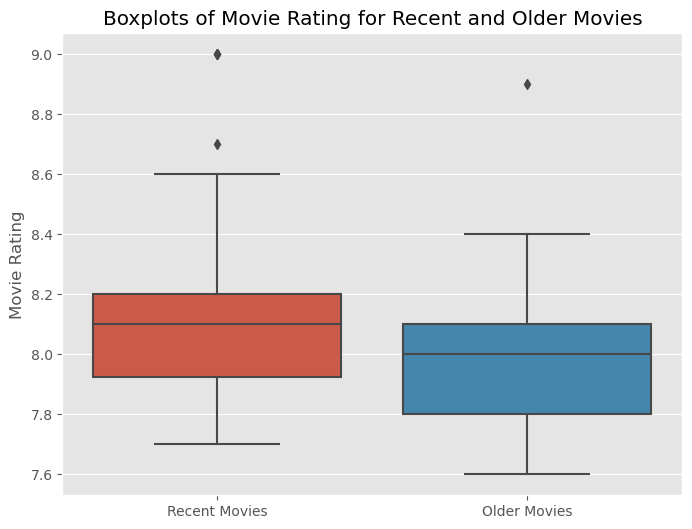 Boxplots of Movie Rating for Recent and Older Movies
Movie Rating
9.0
8.8
8.6
8.4
8.2
8.0
7.8
7.6
Recent Movies
Older Movies